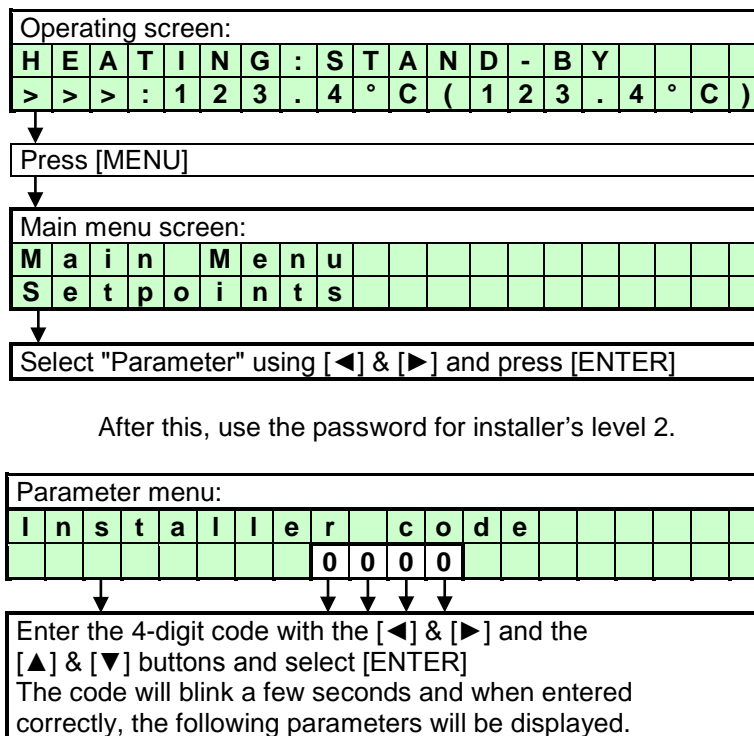 Operating screen:
HEATING:STAND-BY
>>>:123.4°C(123.4°C)
Press [MENU]
Main menu screen:
Main Menu
Setpoints
Select "Parameter" using [◄] & [►] and press [ENTER]
After this, use the password for installer’s level 2.
Parameter menu:
Installer code
0000
Enter the 4-digit code with the [◄] & [►] and the
[▲] & [▼] buttons and select [ENTER]
The code will blink a few seconds and when entered
correctly, the following parameters will be displayed.